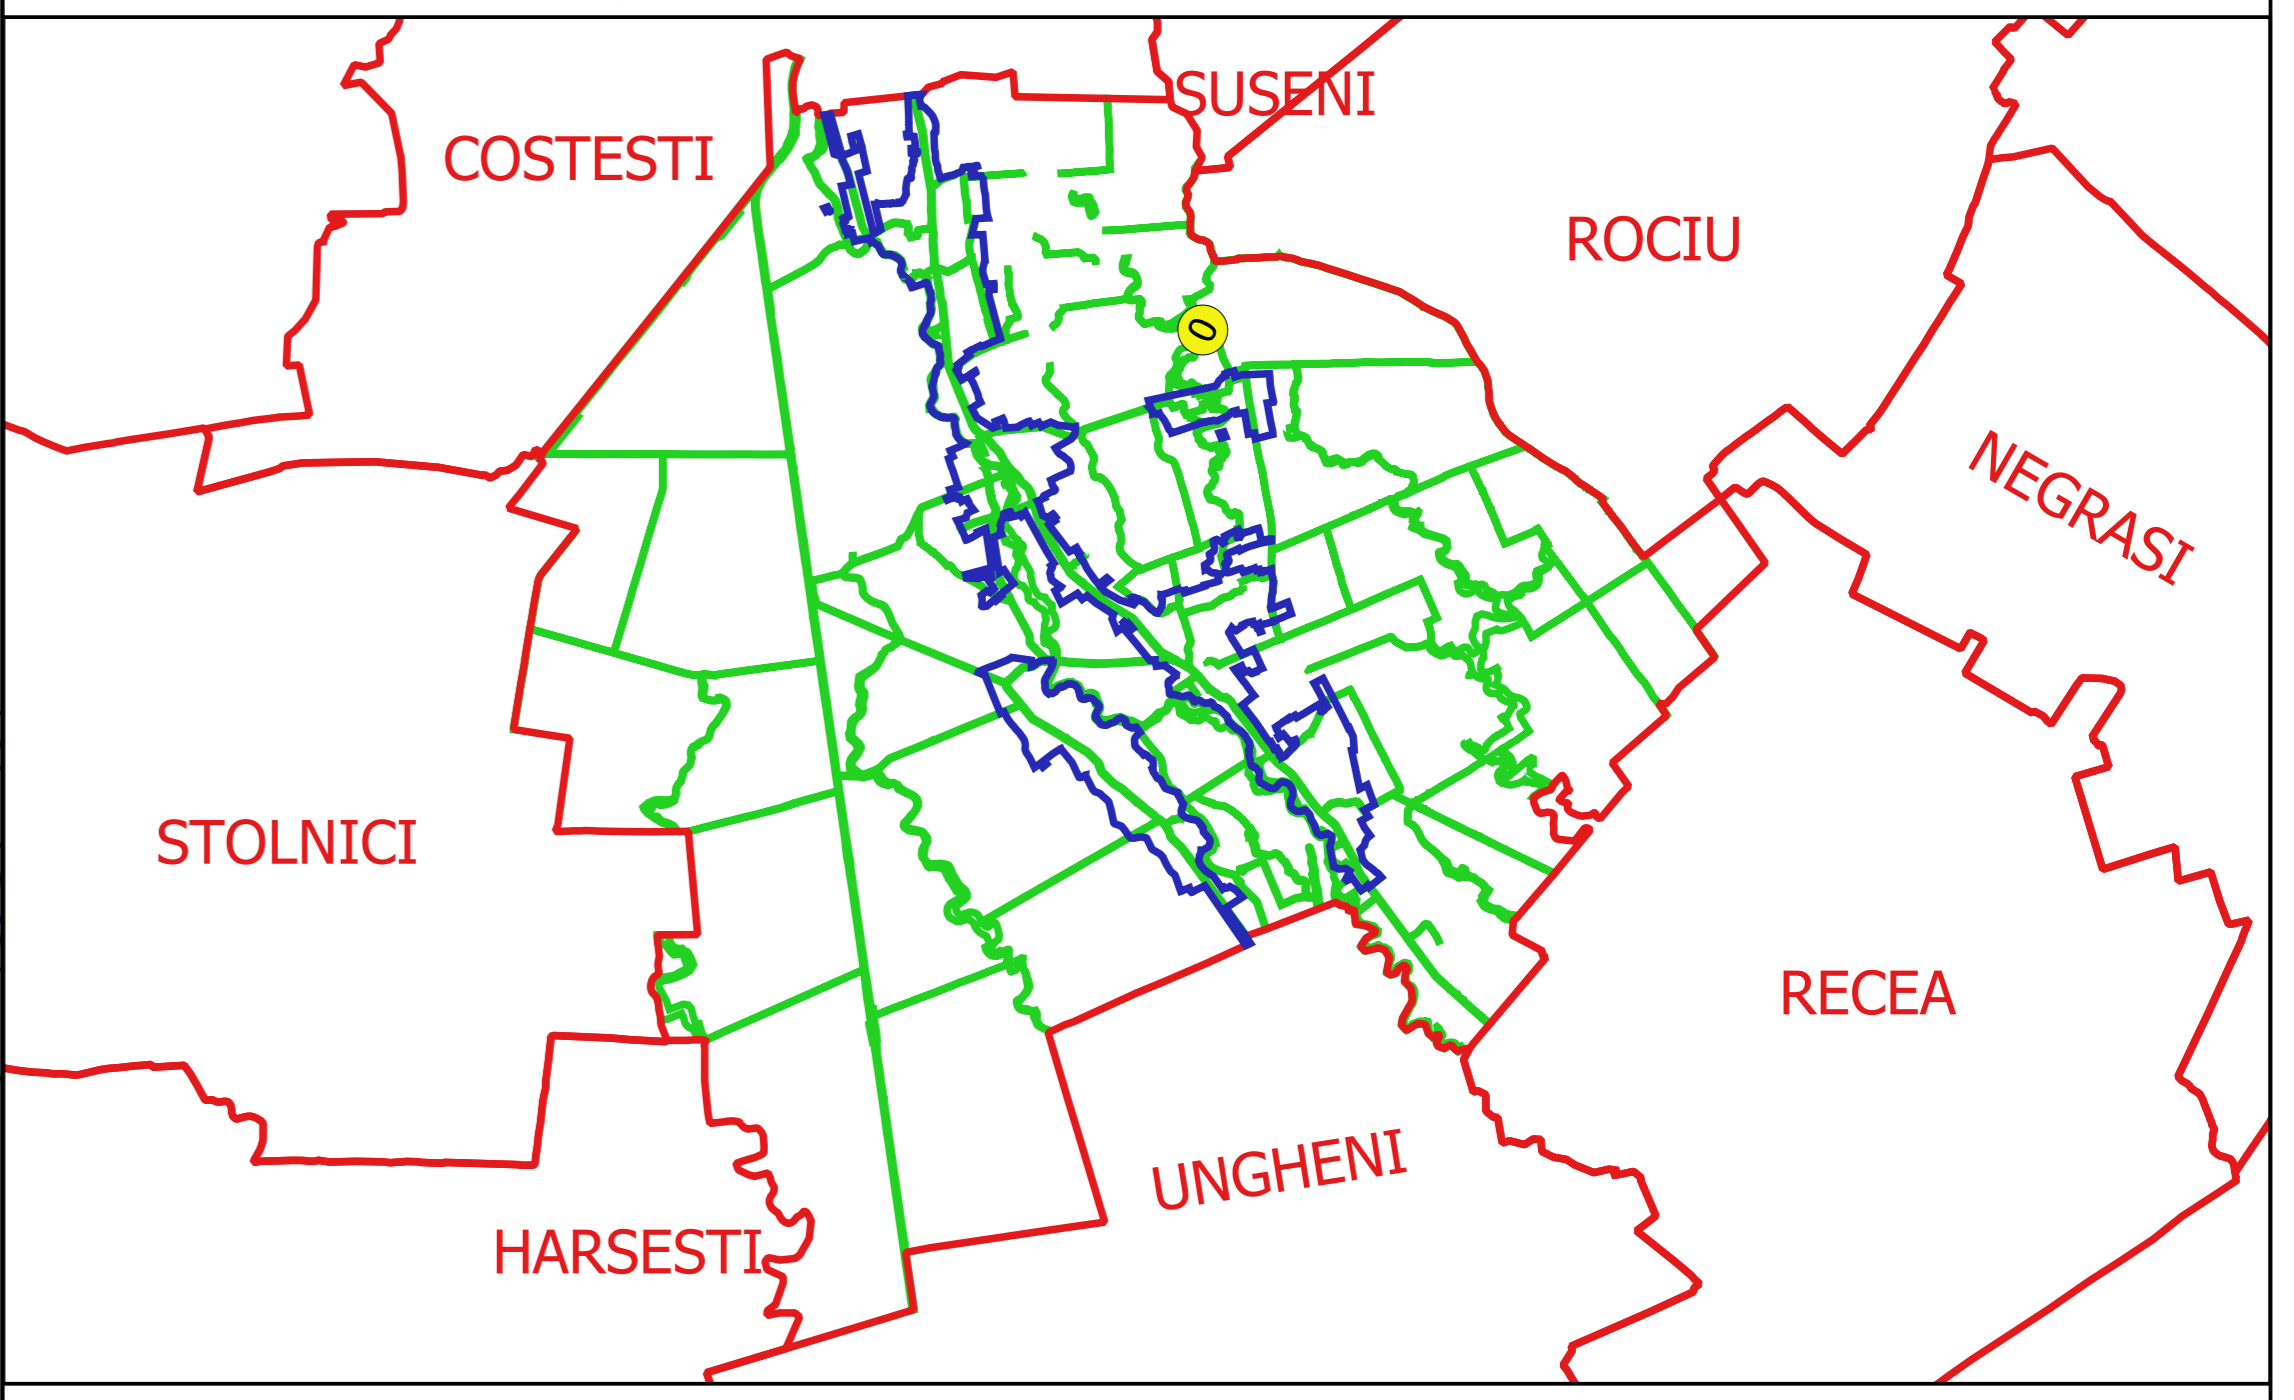 SUSENI
COSTESTI
ROCIU
0
NEGRASI
STOLNICI
RECEA
UNGHENI
HARSESTI